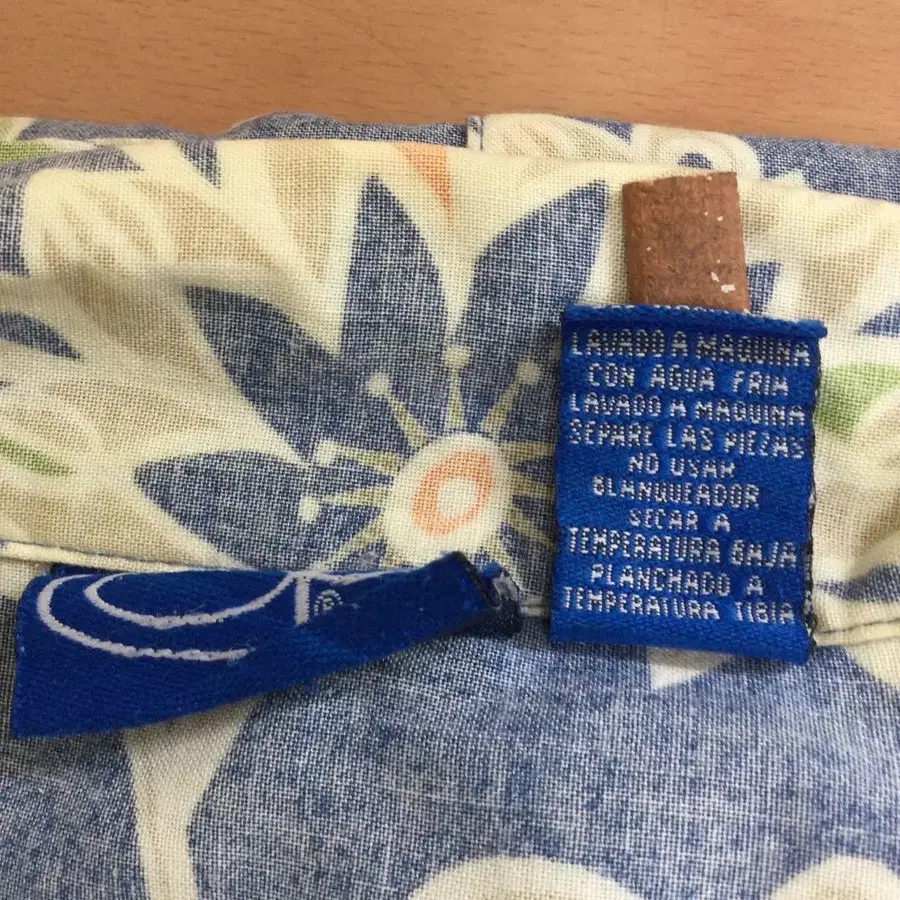 LAVADO A MAQUINA
CON AGUA FRIA
LAVADO A MAQUINA
SEPARE LAS PIEZAS
NO USAR
BLANQUEADOR
SECAR A
TEMPERATURA BAJA
PLANCHADO A
TEMPERATURA TIBIA